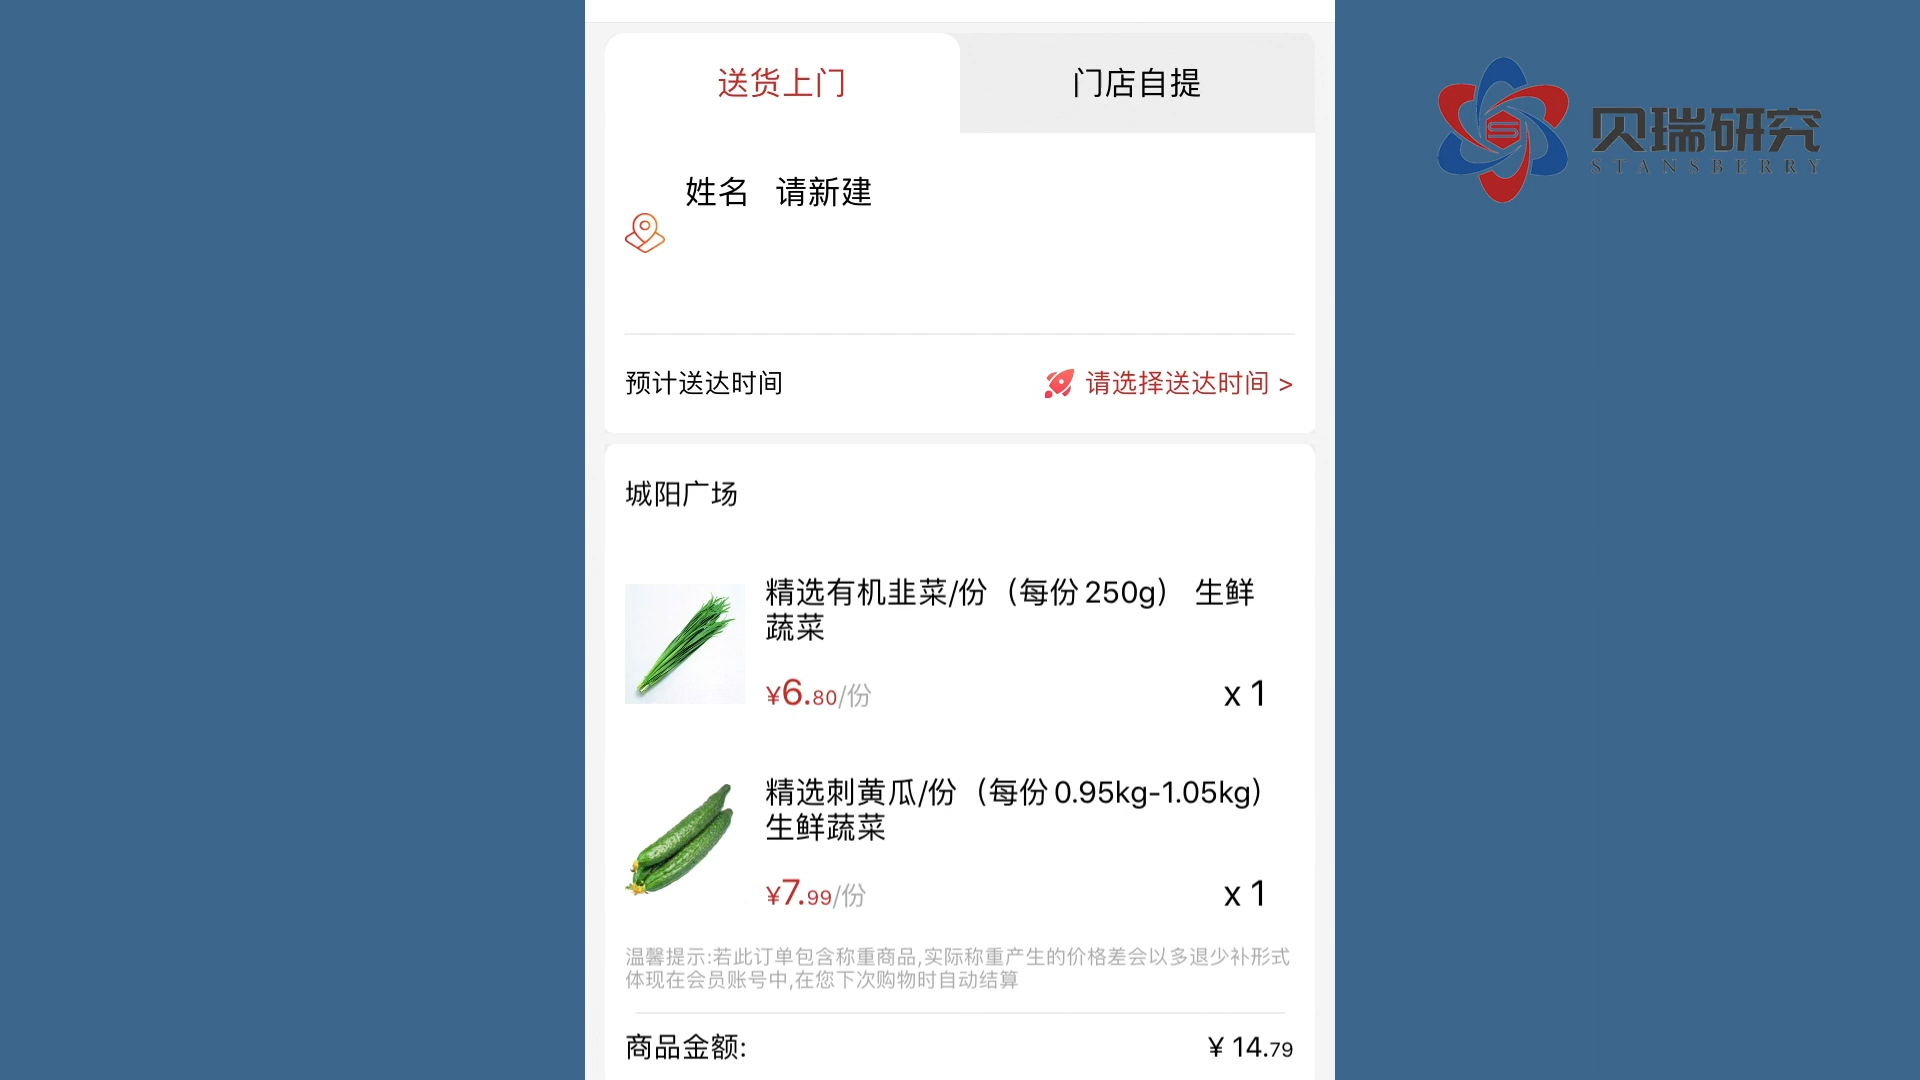 送货上门
门店自提
贝瑞研究
STANSBERRY
姓名 请新建
预计送达时间
请选择送达时间 >
城阳广场
精选有机韭菜/份（每份250g） 生鲜
蔬菜
¥6.80/份
x 1
精选刺黄瓜/份（每份0.95kg-1.05kg）
生鲜蔬菜
¥7.99/份
x 1
温馨提示:若此订单包含称重商品,实际称重产生的价格差会以多退少补形式
体现在会员账号中,在您下次购物时自动结算
商品金额:
¥ 14.79